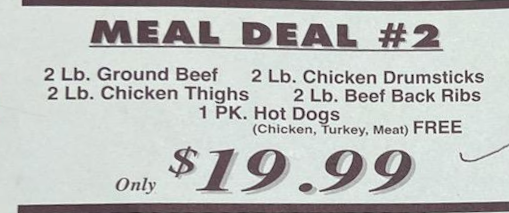 MEAL DEAL #2
2 Lb. Ground Beef 2 Lb. Chicken Drumsticks
2 Lb. Chicken Thighs 2 Lb. Beef Back Ribs
1 PK. Hot Dogs
(Chicken, Turkey, Meat) FREE
Only $19.99